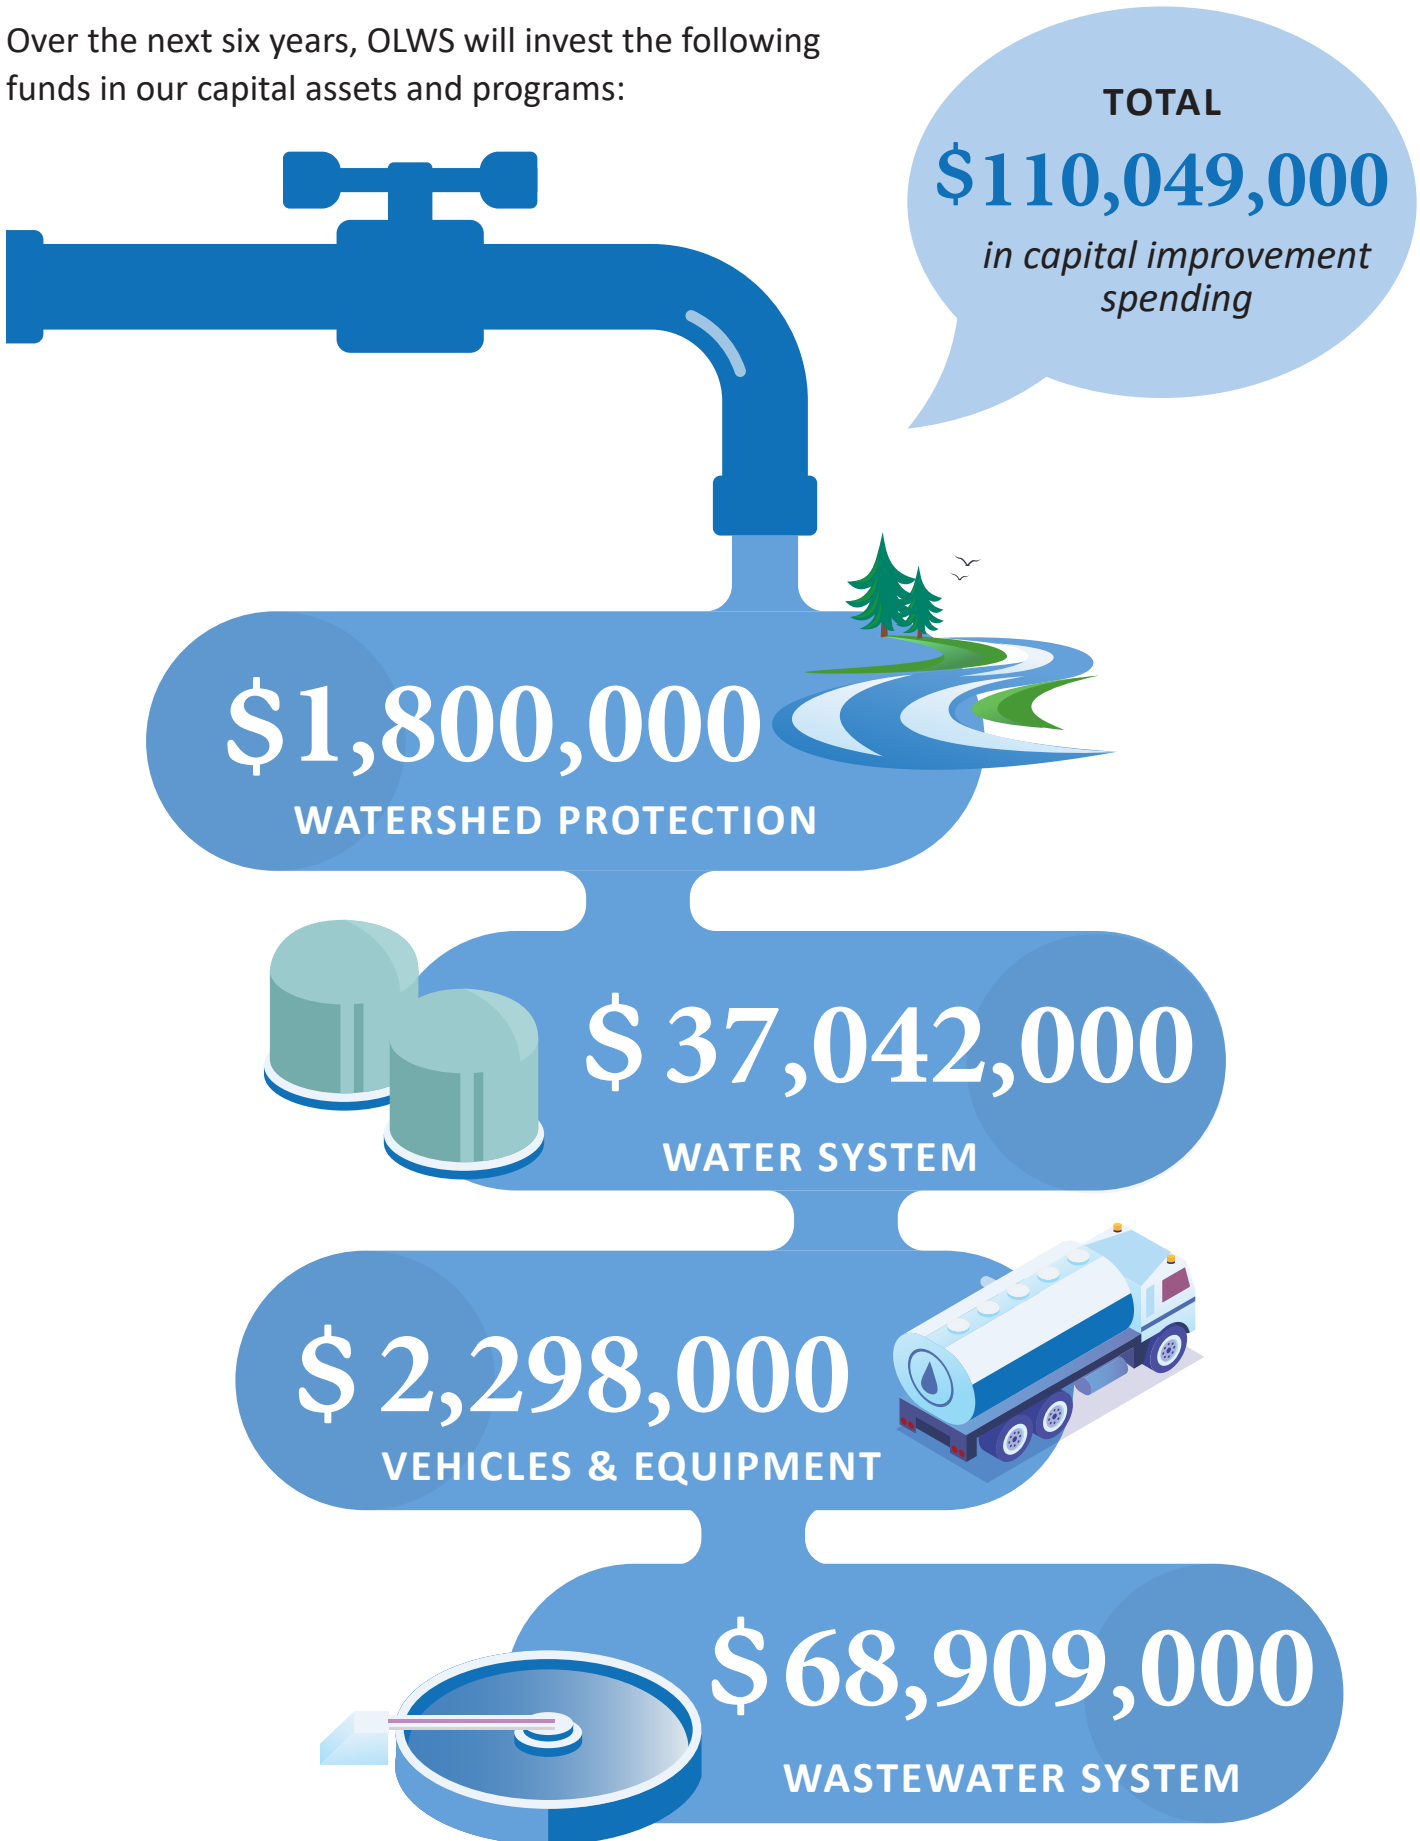 Over the next six years, OLWS will invest the following
funds in our capital assets and programs:
TOTAL
$110,049,000
in capital improvement
spending
$1,800,000
WATERSHED PROTECTION
$ 37,042,000
WATER SYSTEM
$ 2,298,000
VEHICLES & EQUIPMENT
$ 68,909,000
WASTEWATER SYSTEM